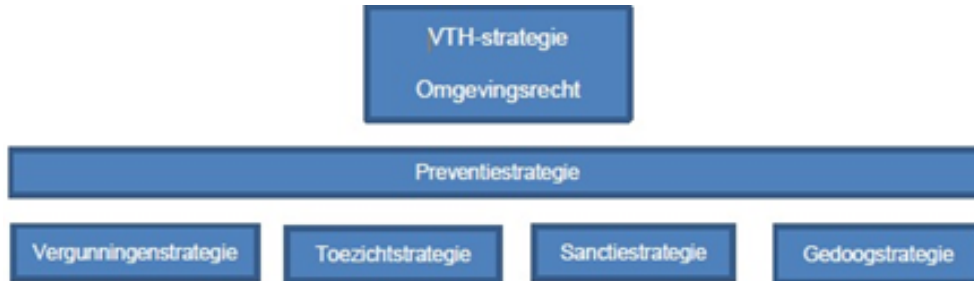 VTH-strategie
Omgevingsrecht
Preventiestrategie
Vergunningenstrategie
Toezichtstrategie
Sanctiestrategie
Gedoogstrategie